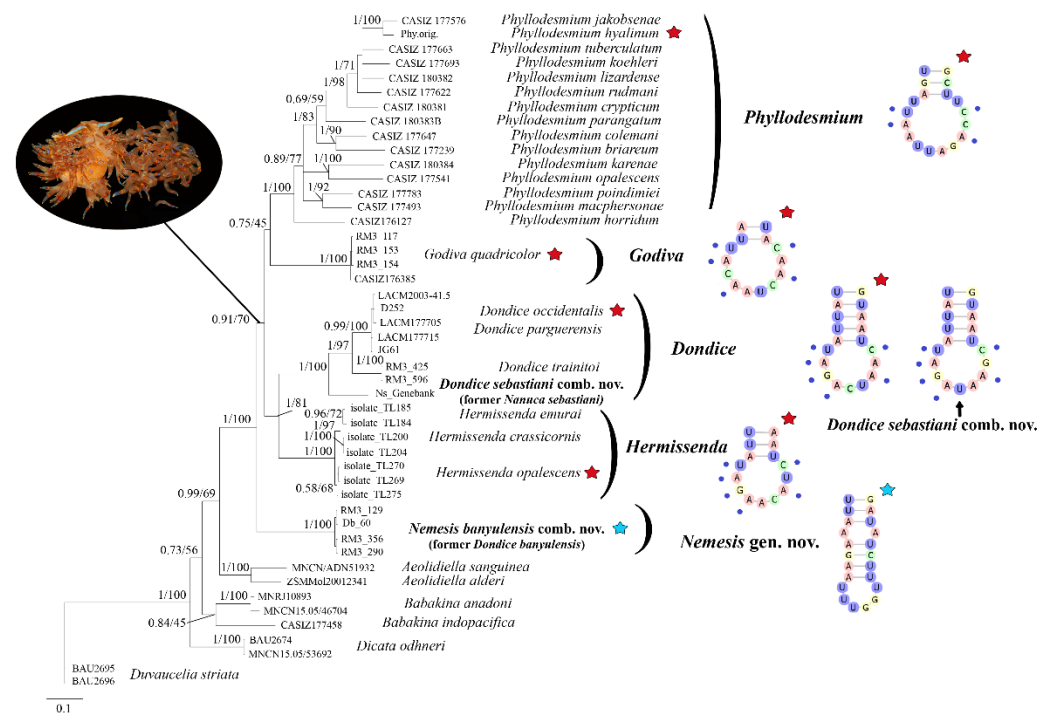 1/100
CASIZ 177576
Phyllodesmium jakobsenae
Phy.orig.
Phyllodesmium hyalinum
CASIZ 177663
Phyllodesmium tuberculatum
1/71
CASIZ 177693
Phyllodesmium koehleri
1/98
CASIZ 180382
Phyllodesmium lizardense
CASIZ 177622
Phyllodesmium rudmani
0.69/59
CASIZ 180381
Phyllodesmium crypticum
1/83
CASIZ 180383B
Phyllodesmium parangatum
Phyllodesmium
1/90
CASIZ 177647
Phyllodesmium colemani
CASIZ 177239
Phyllodesmium briareum
0.89/77
1/100
CASIZ 180384
Phyllodesmium karenae
CASIZ 177541
Phyllodesmium opalescens
1/100
1/92
CASIZ 177783
Phyllodesmium poindimiei
CASIZ 177493
Phyllodesmium macphersonae
0.75/45
CASIZ176127
Phyllodesmium horridum
RM3_117
RM3_153
Godiva quadricolor
Godiva
1/100
RM3_154
CASIZ176385
0.91/70
LACM2003-41.5
D252
Dondice occidentalis
0.99/100
LACM177705
Dondice parguerensis
Dondice
1/97
LACM177715
JG61
1/100
RM3_425
Dondice trainitoi
1/100
RM3_596
Dondice sebastiani comb. nov.
(former Nanuca sebastiani)
Ns_Genebank
Dondice sebastiani comb. nov.
1/81
0.96/72
isolate_TL185
Hermissenda emurai
1/100
1/97
isolate_TL184
1/100
isolate_TL200
Hermissenda crassicornis
Hermissenda
isolate_TL204
1/100
isolate_TL270
Hermissenda opalescens
isolate_TL269
0.58/68
isolate_TL275
0.99/69
RM3_129
1/100
Db_60
Nemesis banyulensis comb. nov.
(former Dondice banyulensis)
Nemesis gen. nov.
RM3_356
RM3_290
0.73/56
1/100
MNCN/ADN51932
Aeolidiella sanguinea
ZSMMol20012341
Aeolidiella alderi
1/100
1/100
MNRJ10893
Babakina anadoni
MNCN15.05/46704
0.84/45
CASIZ177458
Babakina indopacifica
1/100
BAU2674
Dicata odhneri
MNCN15.05/53692
BAU2695
Duvaucelia striata
BAU2696
0.1